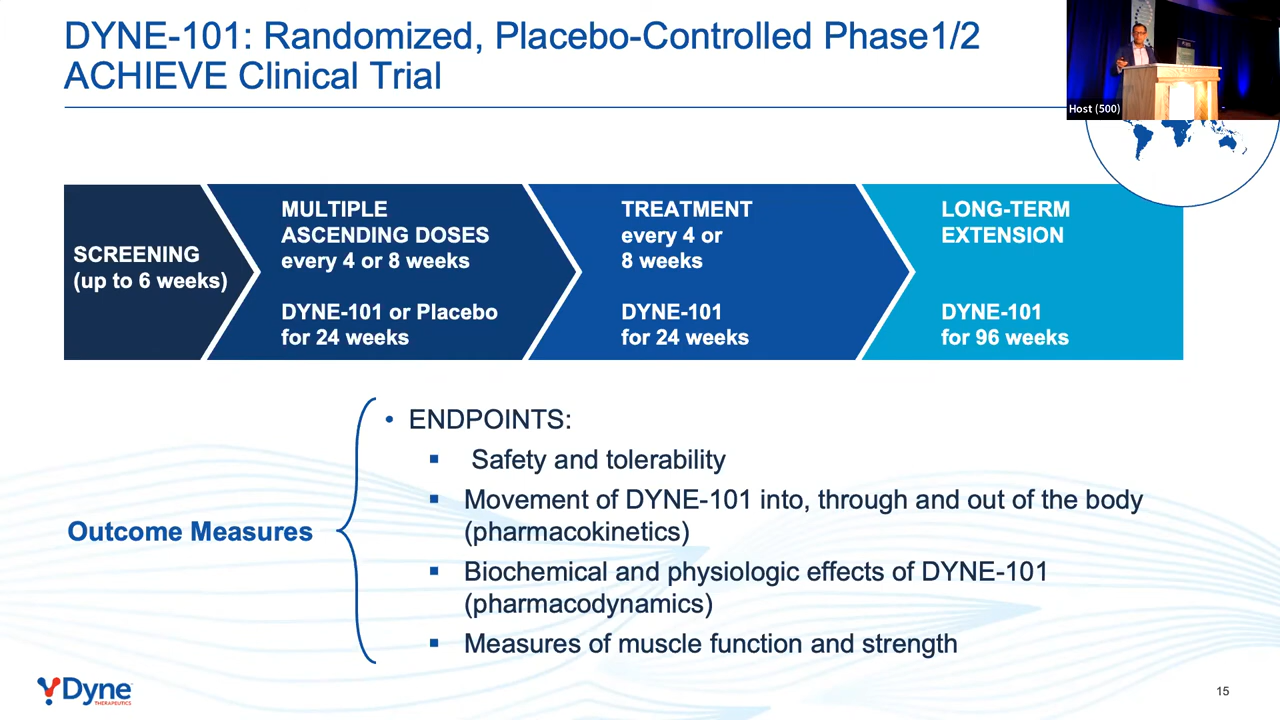 DYNE-101: Randomized, Placebo-Controlled Phase1/2
ACHIEVE Clinical Trial
Host (500)
SCREENING
(up to 6 weeks)
MULTIPLE
ASCENDING DOSES
every 4 or 8 weeks
DYNE-101 or Placebo
for 24 weeks
TREATMENT
every 4 or
8 weeks
DYNE-101
for 24 weeks
LONG-TERM
EXTENSION
DYNE-101
for 96 weeks
Outcome Measures
• ENDPOINTS:
▪ Safety and tolerability
▪ Movement of DYNE-101 into, through and out of the body
(pharmacokinetics)
▪ Biochemical and physiologic effects of DYNE-101
(pharmacodynamics)
▪ Measures of muscle function and strength
Dyne
THERAPEUTICS
15